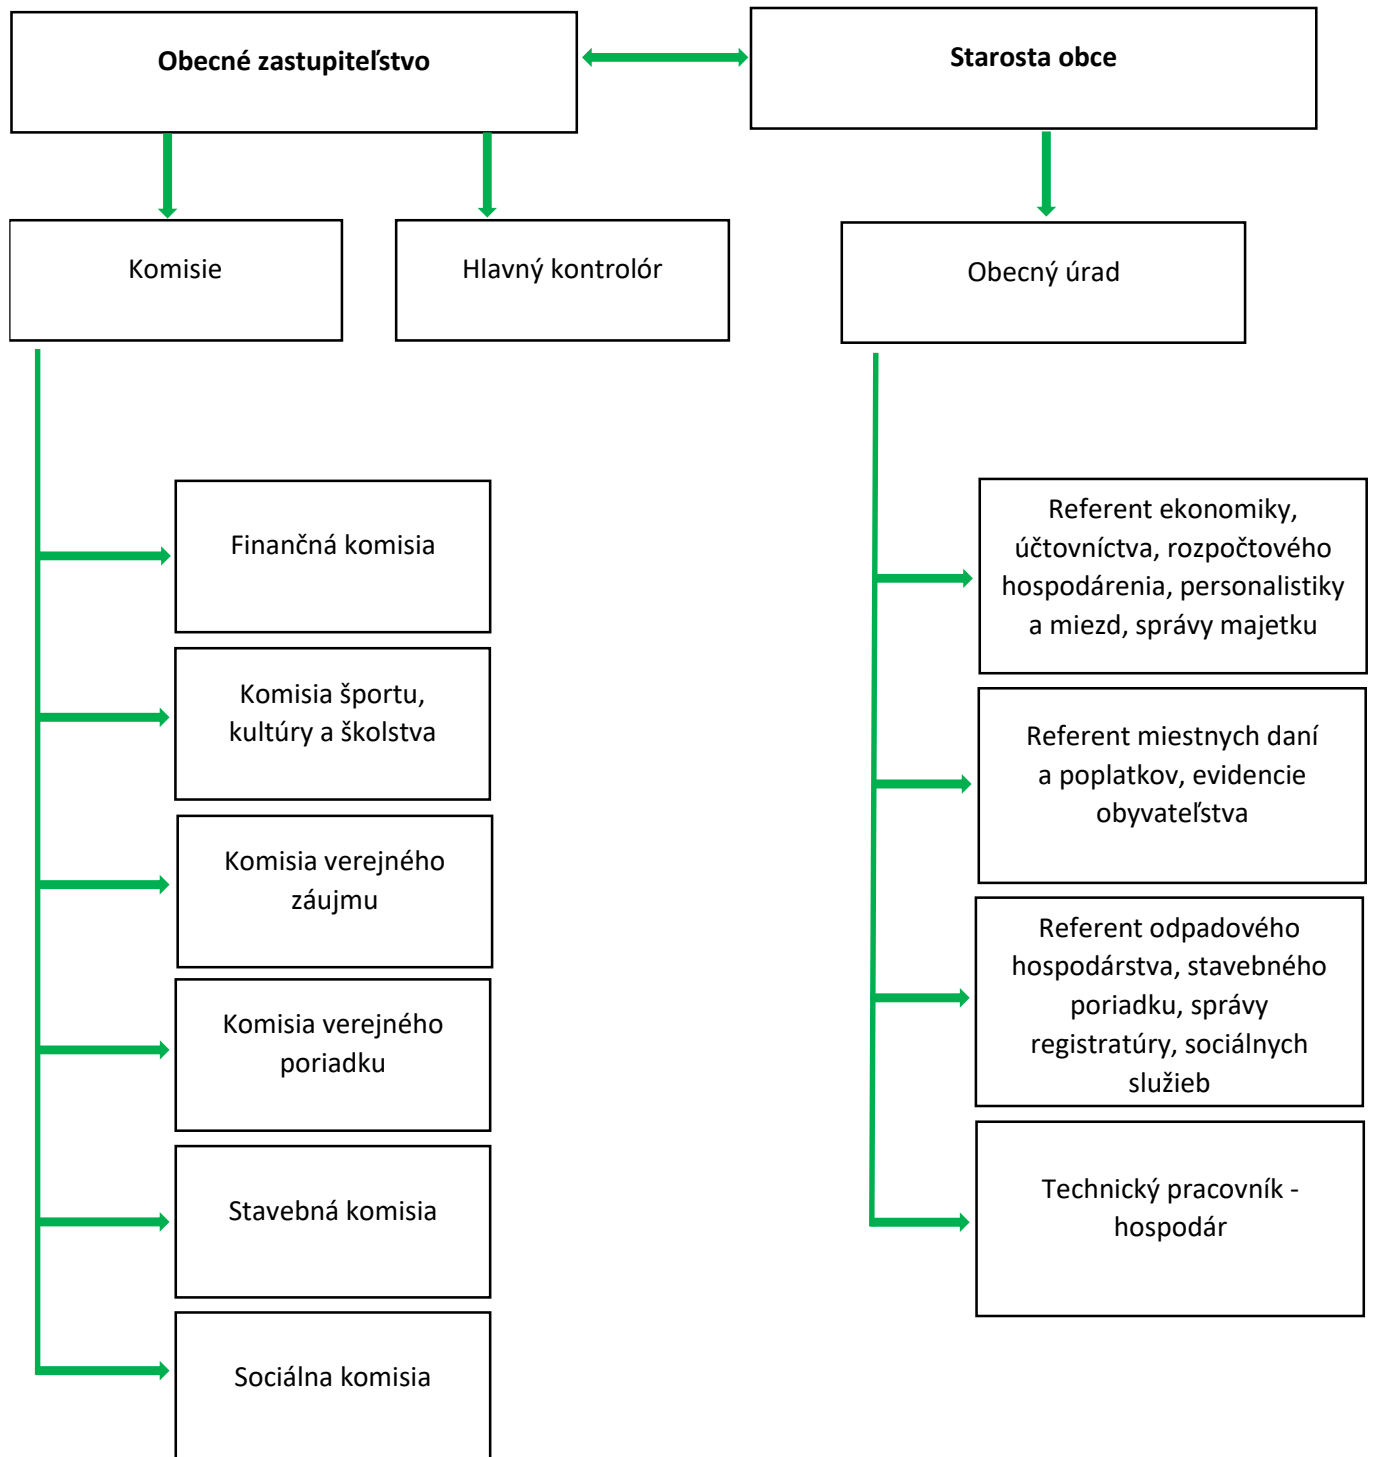 Obecné zastupiteľstvo
Starosta obce
Komisie
Hlavný kontrolór
Obecný úrad
Finančná komisia
Komisia športu,
kultúry a školstva
Komisia verejného
záujmu
Komisia verejného
poriadku
Stavebná komisia
Sociálna komisia
Referent ekonomiky,
účtovníctva, rozpočtového
hospodárenia, personalistiky
a miezd, správy majetku
Referent miestnych daní
a poplatkov, evidencie
obyvateľstva
Referent odpadového
hospodárstva, stavebného
poriadku, správy
registratúry, sociálnych
služieb
Technický pracovník -
hospodár